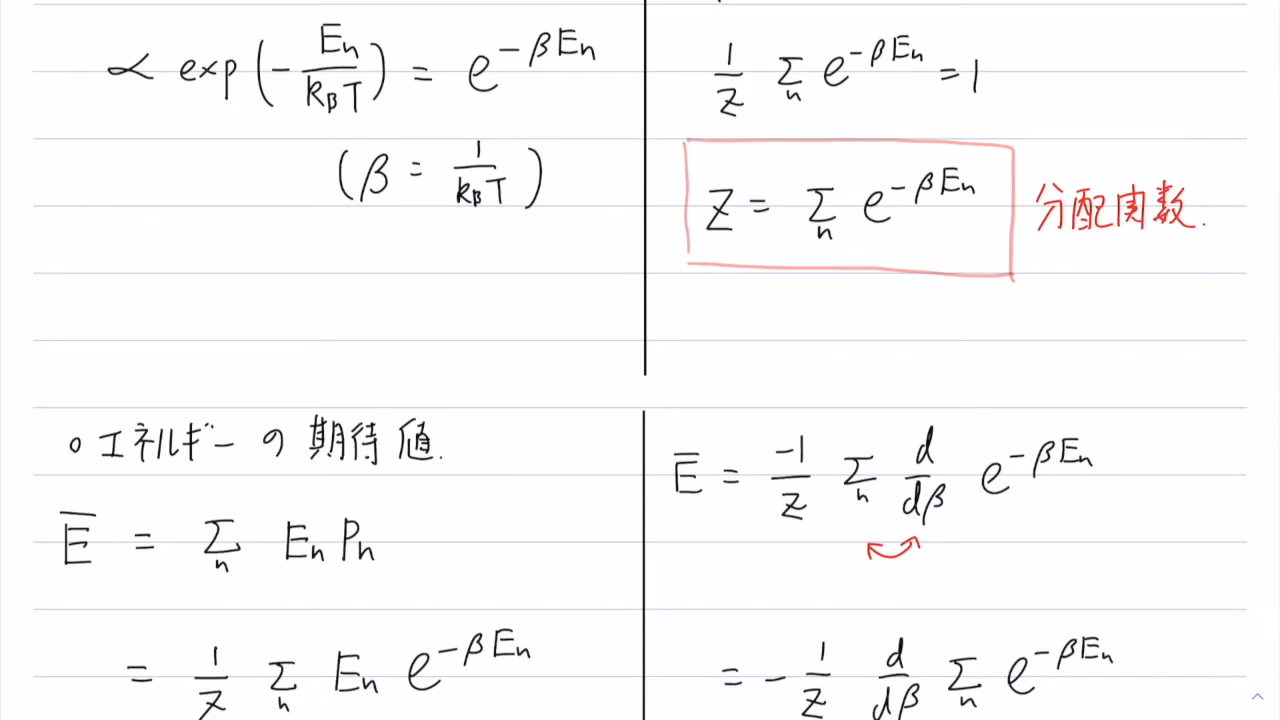 ∝ exp(-En/kBT) = e^{-βEn}
(β = 1/kBT)
1/Z Σn e^{-βEn} = 1
Z = Σn e^{-βEn} 分配関数.
○エネルギーの期待値.
E̅ = Σn En Pn
= 1/Z Σn En e^{-βEn}
E̅ = -1/Z Σn d/dβ e^{-βEn}
= - 1/Z d/dβ Σn e^{-βEn}